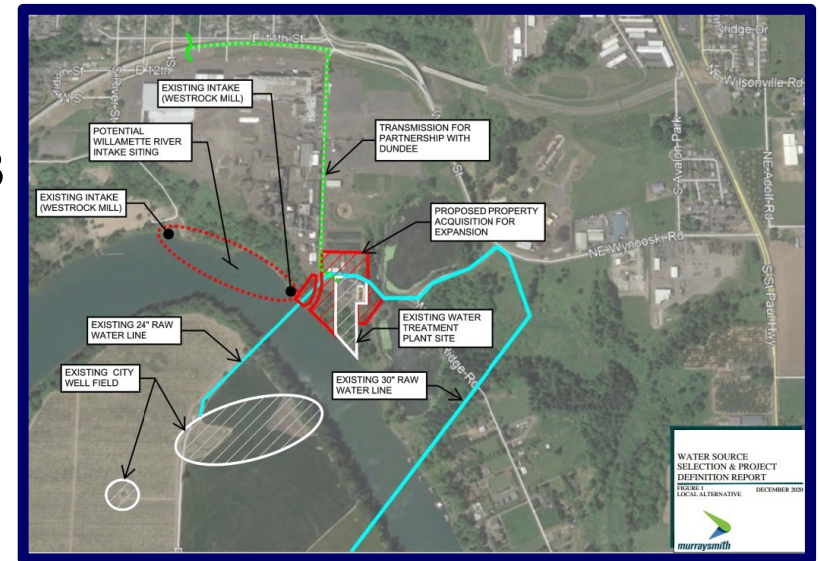 E 14th St
E 12th St
W S
S River St
NE Wilsonville Rd
EXISTING INTAKE
(WESTROCK MILL)
POTENTIAL
WILLAMETTE RIVER
INTAKE SITING
TRANSMISSION FOR
PARTNERSHIP WITH
DUNDEE
S Avalon Park
NE Adolf Rd
EXISTING INTAKE
(WESTROCK MILL)
PROPOSED PROPERTY
ACQUISITION FOR
EXPANSION
NE Wynooski Rd
S St Paul Hwy
EXISTING 24" RAW
WATER LINE
EXISTING WATER
TREATMENT
PLANT SITE
EXISTING CITY
WELL FIELD
EXISTING 30" RAW
WATER LINE
WATER SOURCE
SELECTION & PROJECT
DEFINITION REPORT
FIGURE 1
LOCAL ALTERNATIVE
DECEMBER 2020
murraysmith